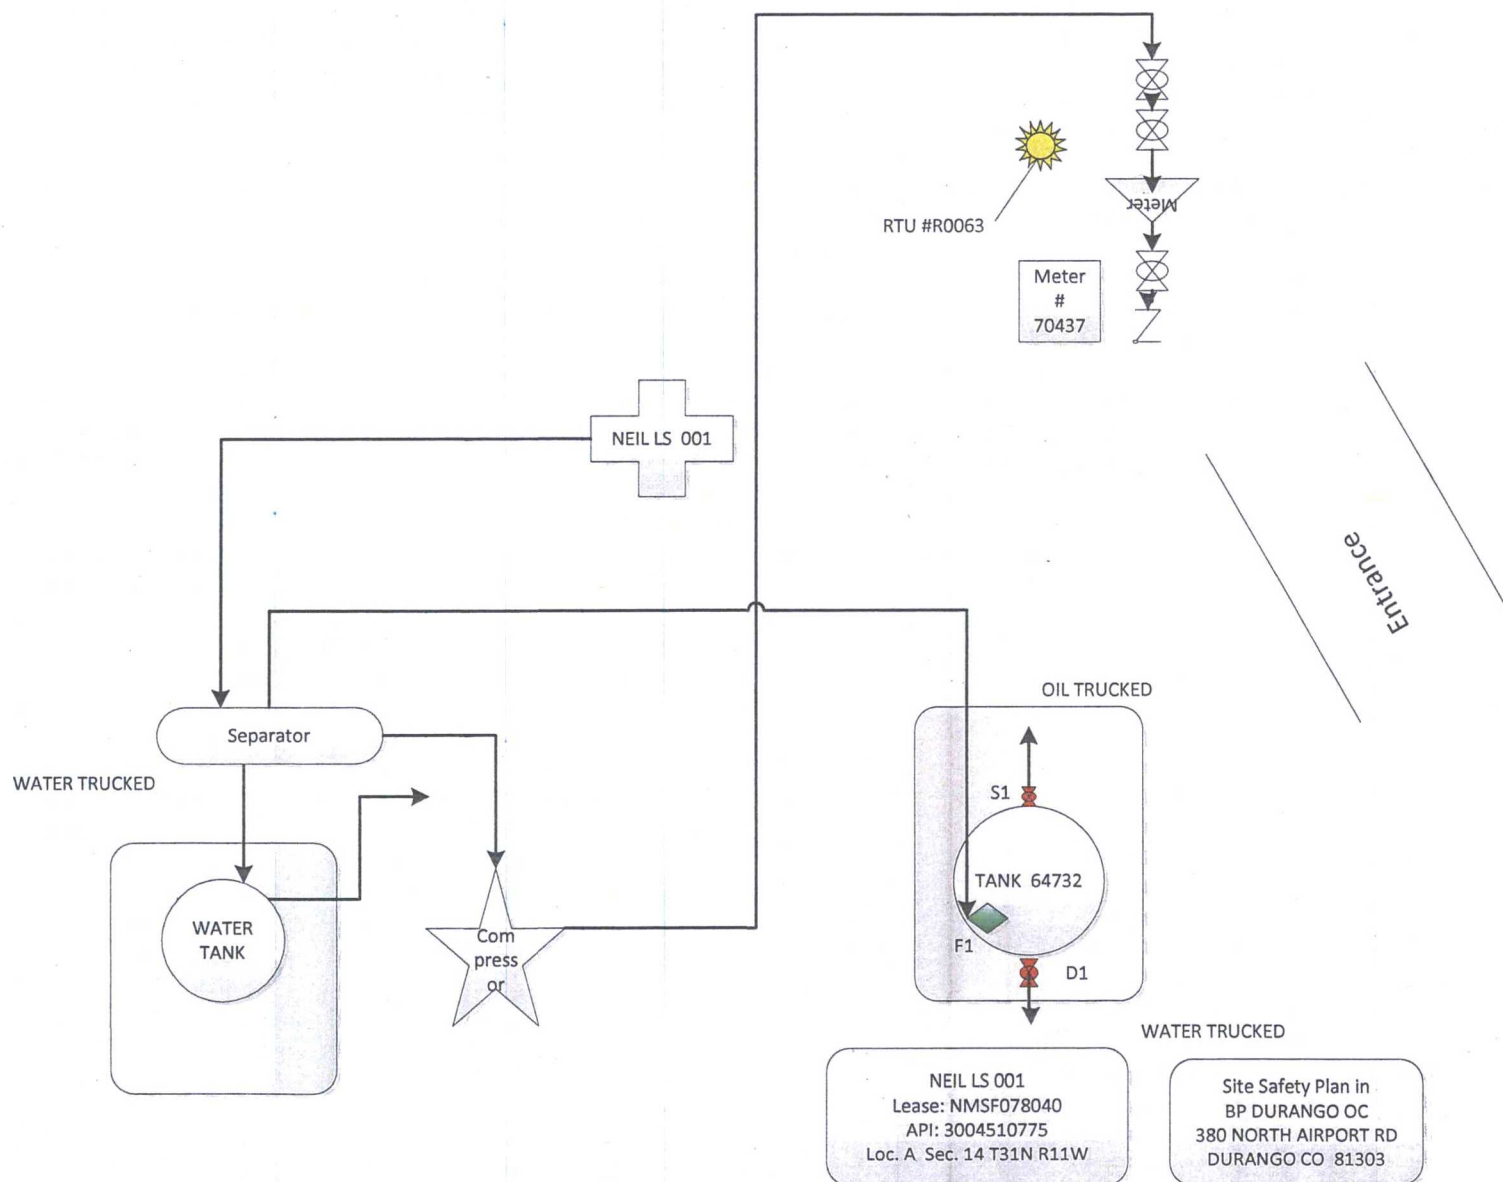 Meter
RTU #R0063
Meter
#
70437
NEIL LS 001
Entrance
OIL TRUCKED
Separator
WATER TRUCKED
S1
TANK 64732
WATER
TANK
Com
press
or
F1
D1
WATER TRUCKED
NEIL LS 001
Lease: NMSF078040
API: 3004510775
Loc. A Sec. 14 T31N R11W
Site Safety Plan in
BP DURANGO OC
380 NORTH AIRPORT RD
DURANGO CO 81303